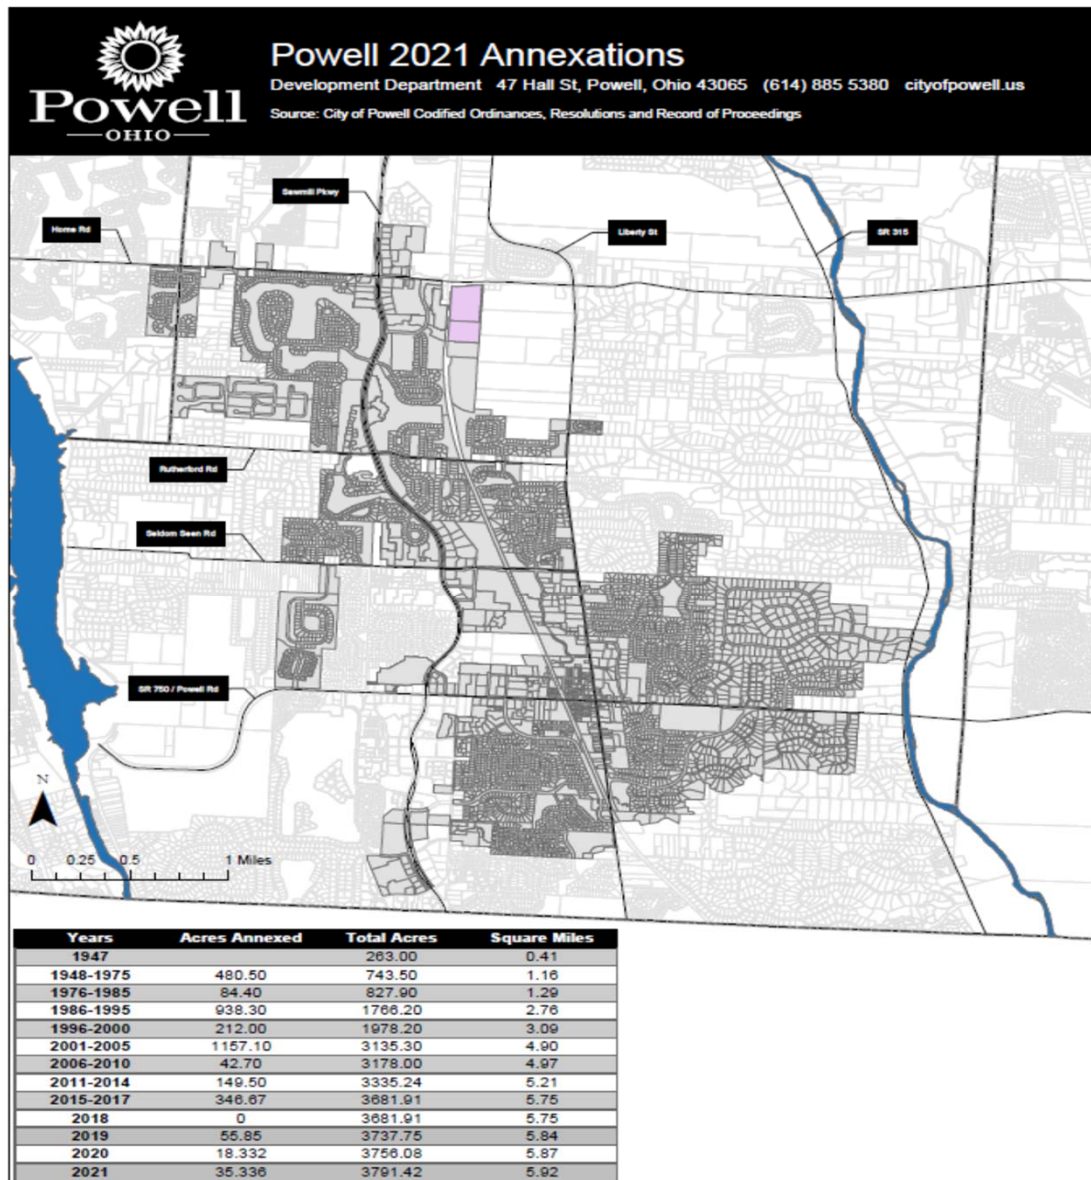 Powell
OHIO
Powell 2021 Annexations
Development Department 47 Hall St, Powell, Ohio 43065 (614) 885 5380 cityofpowell.us
Source: City of Powell Codified Ordinances, Resolutions and Record of Proceedings
Sawmill Pkwy
Home Rd
Liberty St
SR 315
Rutherford Rd
Seldom Seen Rd
SR 750 / Powell Rd
N
0 0.25 0.5 1 Miles
Years Acres Annexed Total Acres Square Miles
1947 263.00 0.41
1948-1975 480.50 743.50 1.16
1976-1985 84.40 827.90 1.29
1986-1995 938.30 1766.20 2.76
1996-2000 212.00 1978.20 3.09
2001-2005 1157.10 3135.30 4.90
2006-2010 42.70 3178.00 4.97
2011-2014 149.50 3335.24 5.21
2015-2017 346.67 3681.91 5.75
2018 0 3681.91 5.75
2019 55.85 3737.75 5.84
2020 18.332 3756.08 5.87
2021 35.336 3791.42 5.92